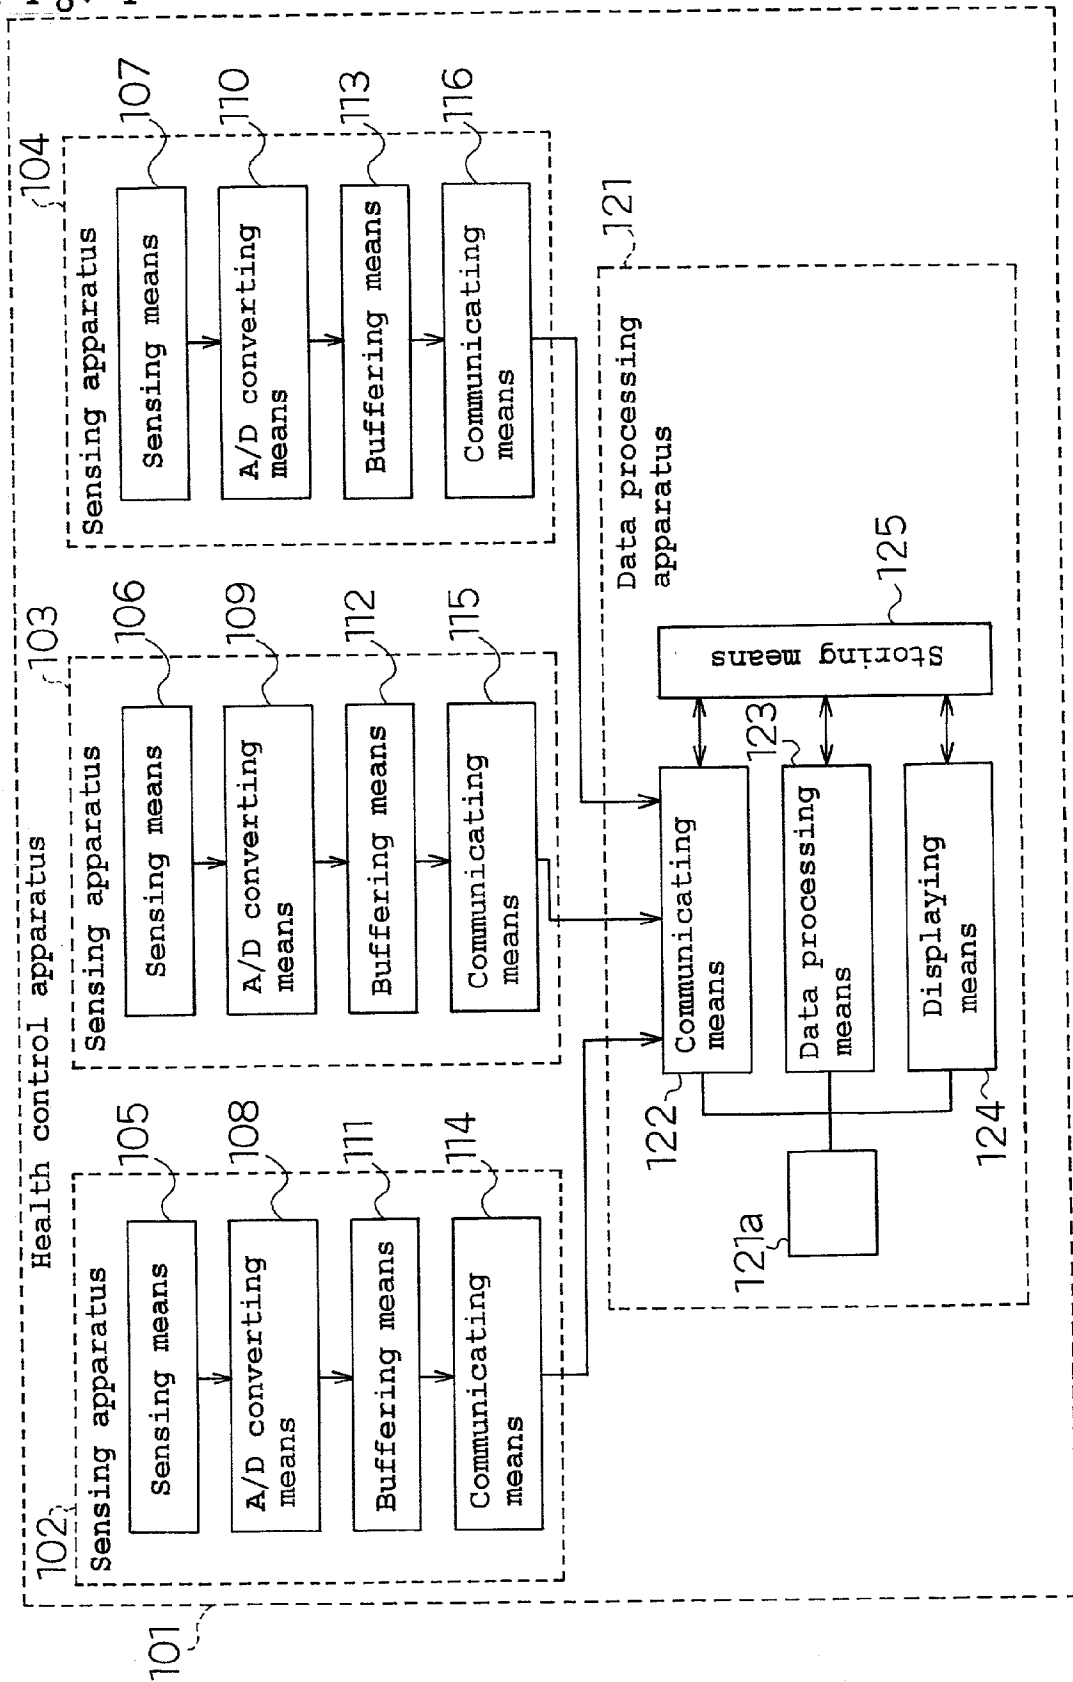 Health control apparatus
101
102
Sensing apparatus
Sensing means
105
A/D converting
means
108
Buffering means
111
Communicating
means
114
103
Sensing apparatus
Sensing means
106
A/D converting
means
109
Buffering means
112
Communicating
means
115
104
Sensing apparatus
Sensing means
107
A/D converting
means
110
Buffering means
113
Communicating
means
116
121
Data processing
apparatus
121a
122
Communicating
means
123
Data processing
means
124
Displaying
means
125
Storing means